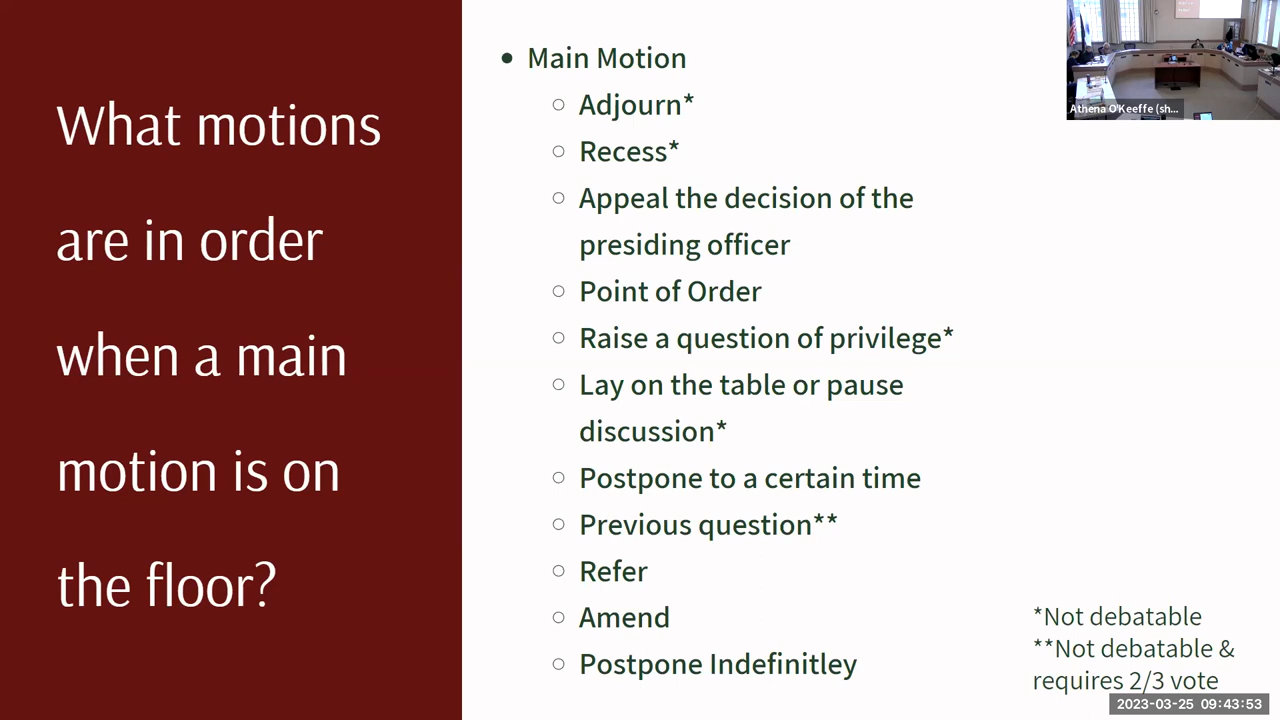 What motions
are in order
when a main
motion is on
the floor?
Main Motion
Adjourn*
Recess*
Appeal the decision of the
presiding officer
Point of Order
Raise a question of privilege*
Lay on the table or pause
discussion*
Postpone to a certain time
Previous question**
Refer
Amend
Postpone Indefinitley
*Not debatable
**Not debatable &
requires 2/3 vote
Athena O'Keeffe (sh...
2023-03-25 09:43:53